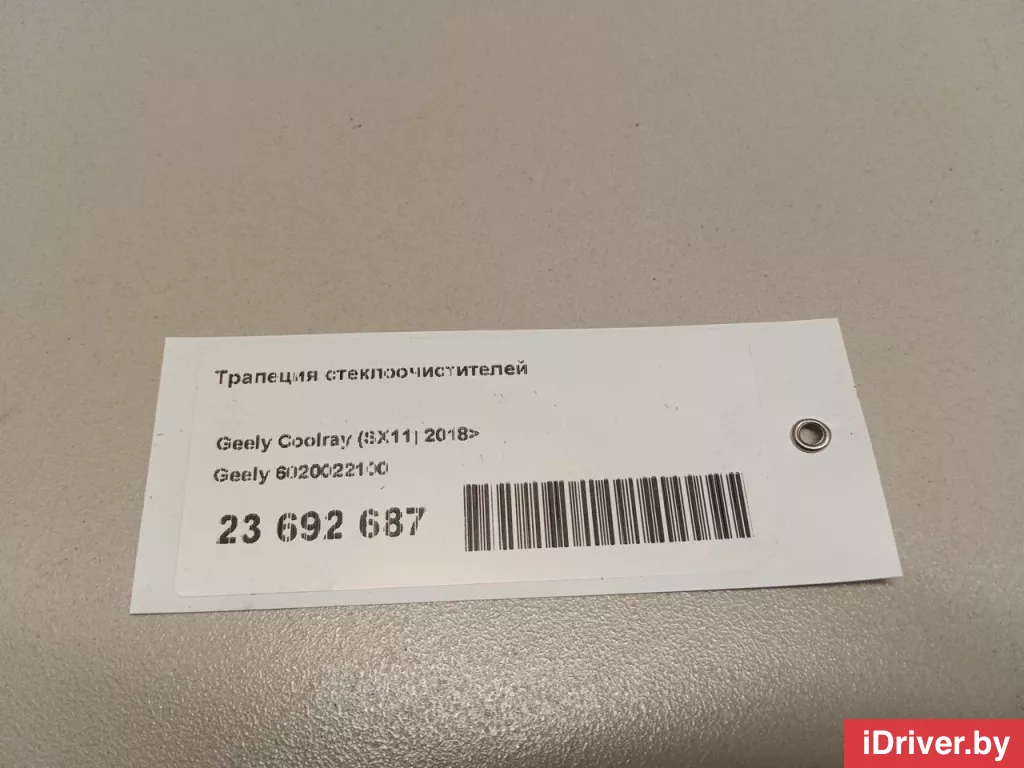 Трапеция стеклоочистителей
Geely Coolray (SX11) 2018>
Geely 6020022100
23 692 687
iDriver.by